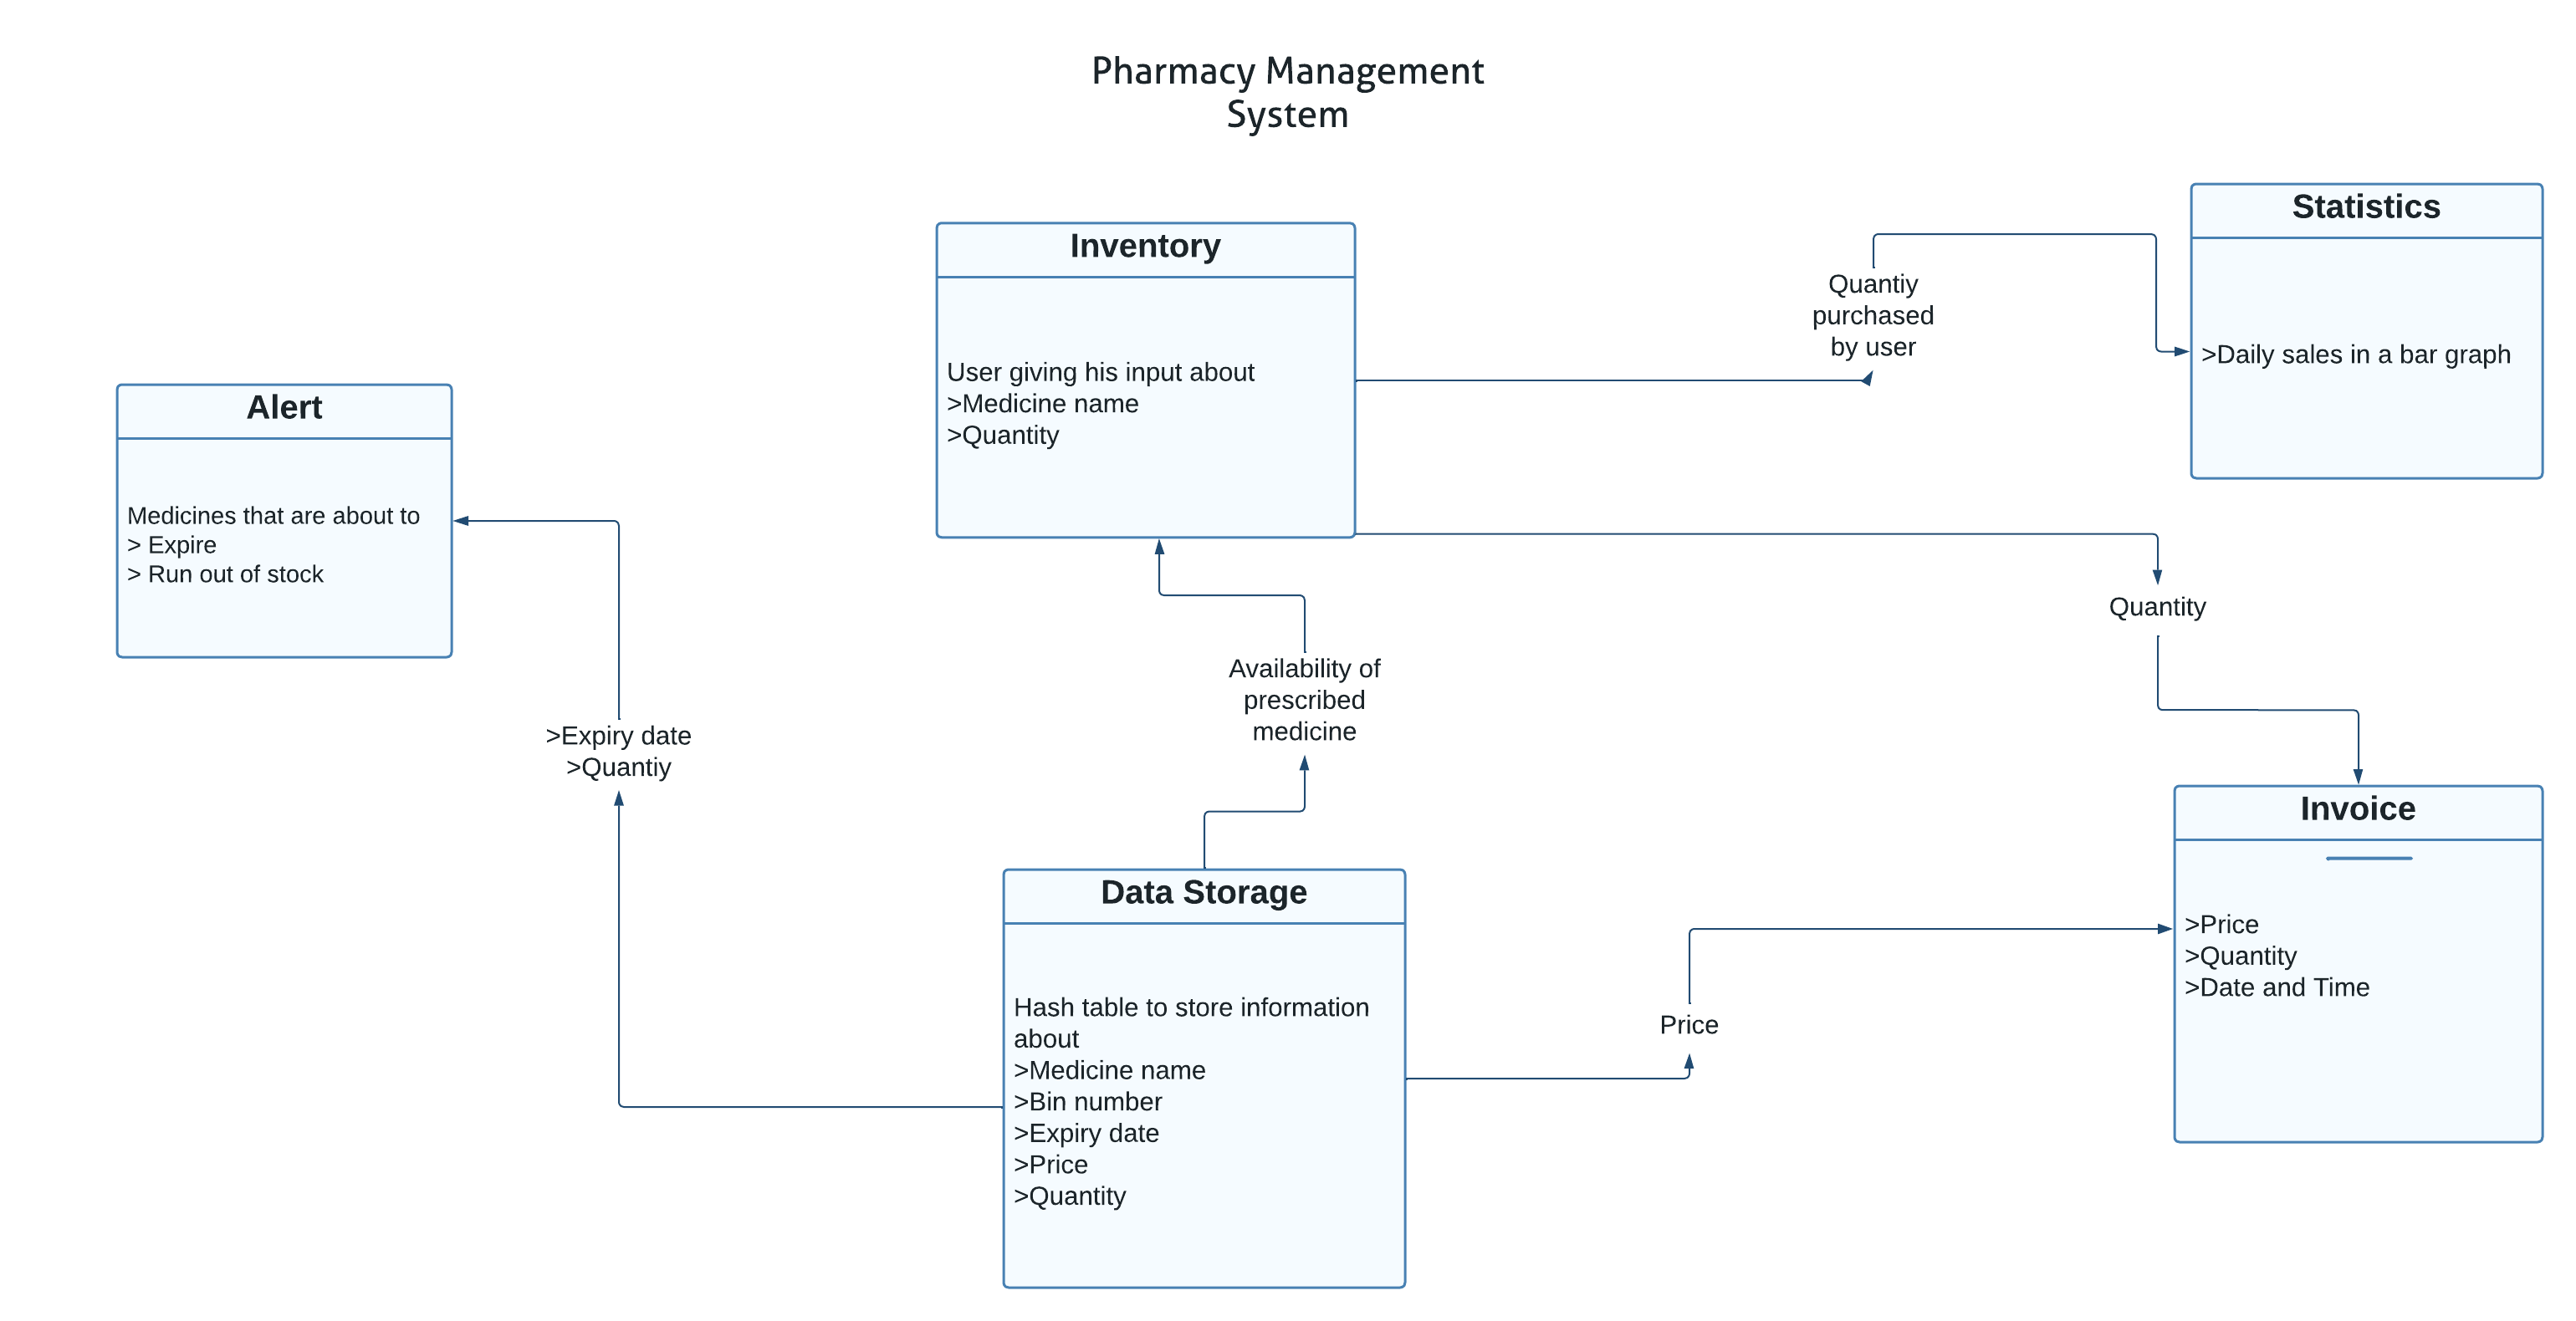 Pharmacy Management
System
Statistics
>Daily sales in a bar graph
Inventory
User giving his input about
>Medicine name
>Quantity
Quantiy
purchased
by user
Alert
Medicines that are about to
> Expire
> Run out of stock
Quantity
Availability of
prescribed
medicine
>Expiry date
>Quantiy
Invoice
>Price
>Quantity
>Date and Time
Data Storage
Hash table to store information
about
>Medicine name
>Bin number
>Expiry date
>Price
>Quantity
Price